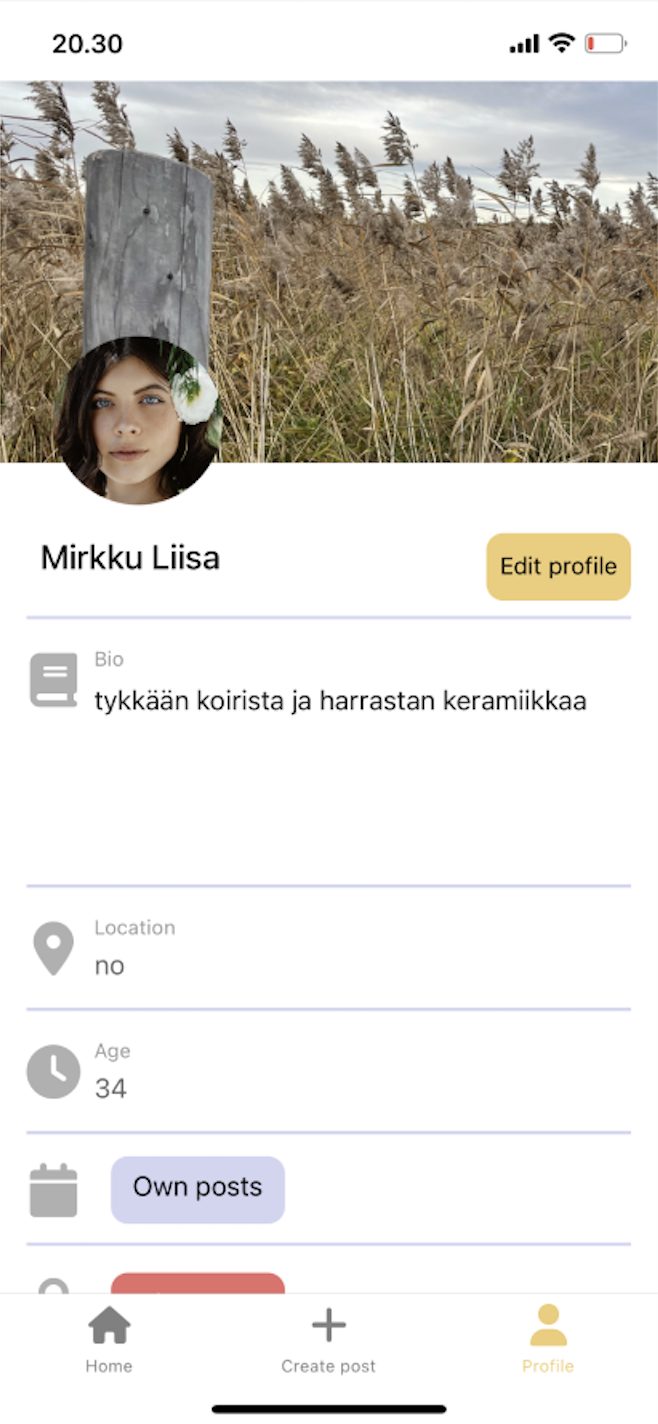 20.30
Mirkku Liisa
Edit profile
Bio
tykkään koirista ja harrastan keramiikkaa
Location
no
Age
34
Own posts
Home
Create post
Profile